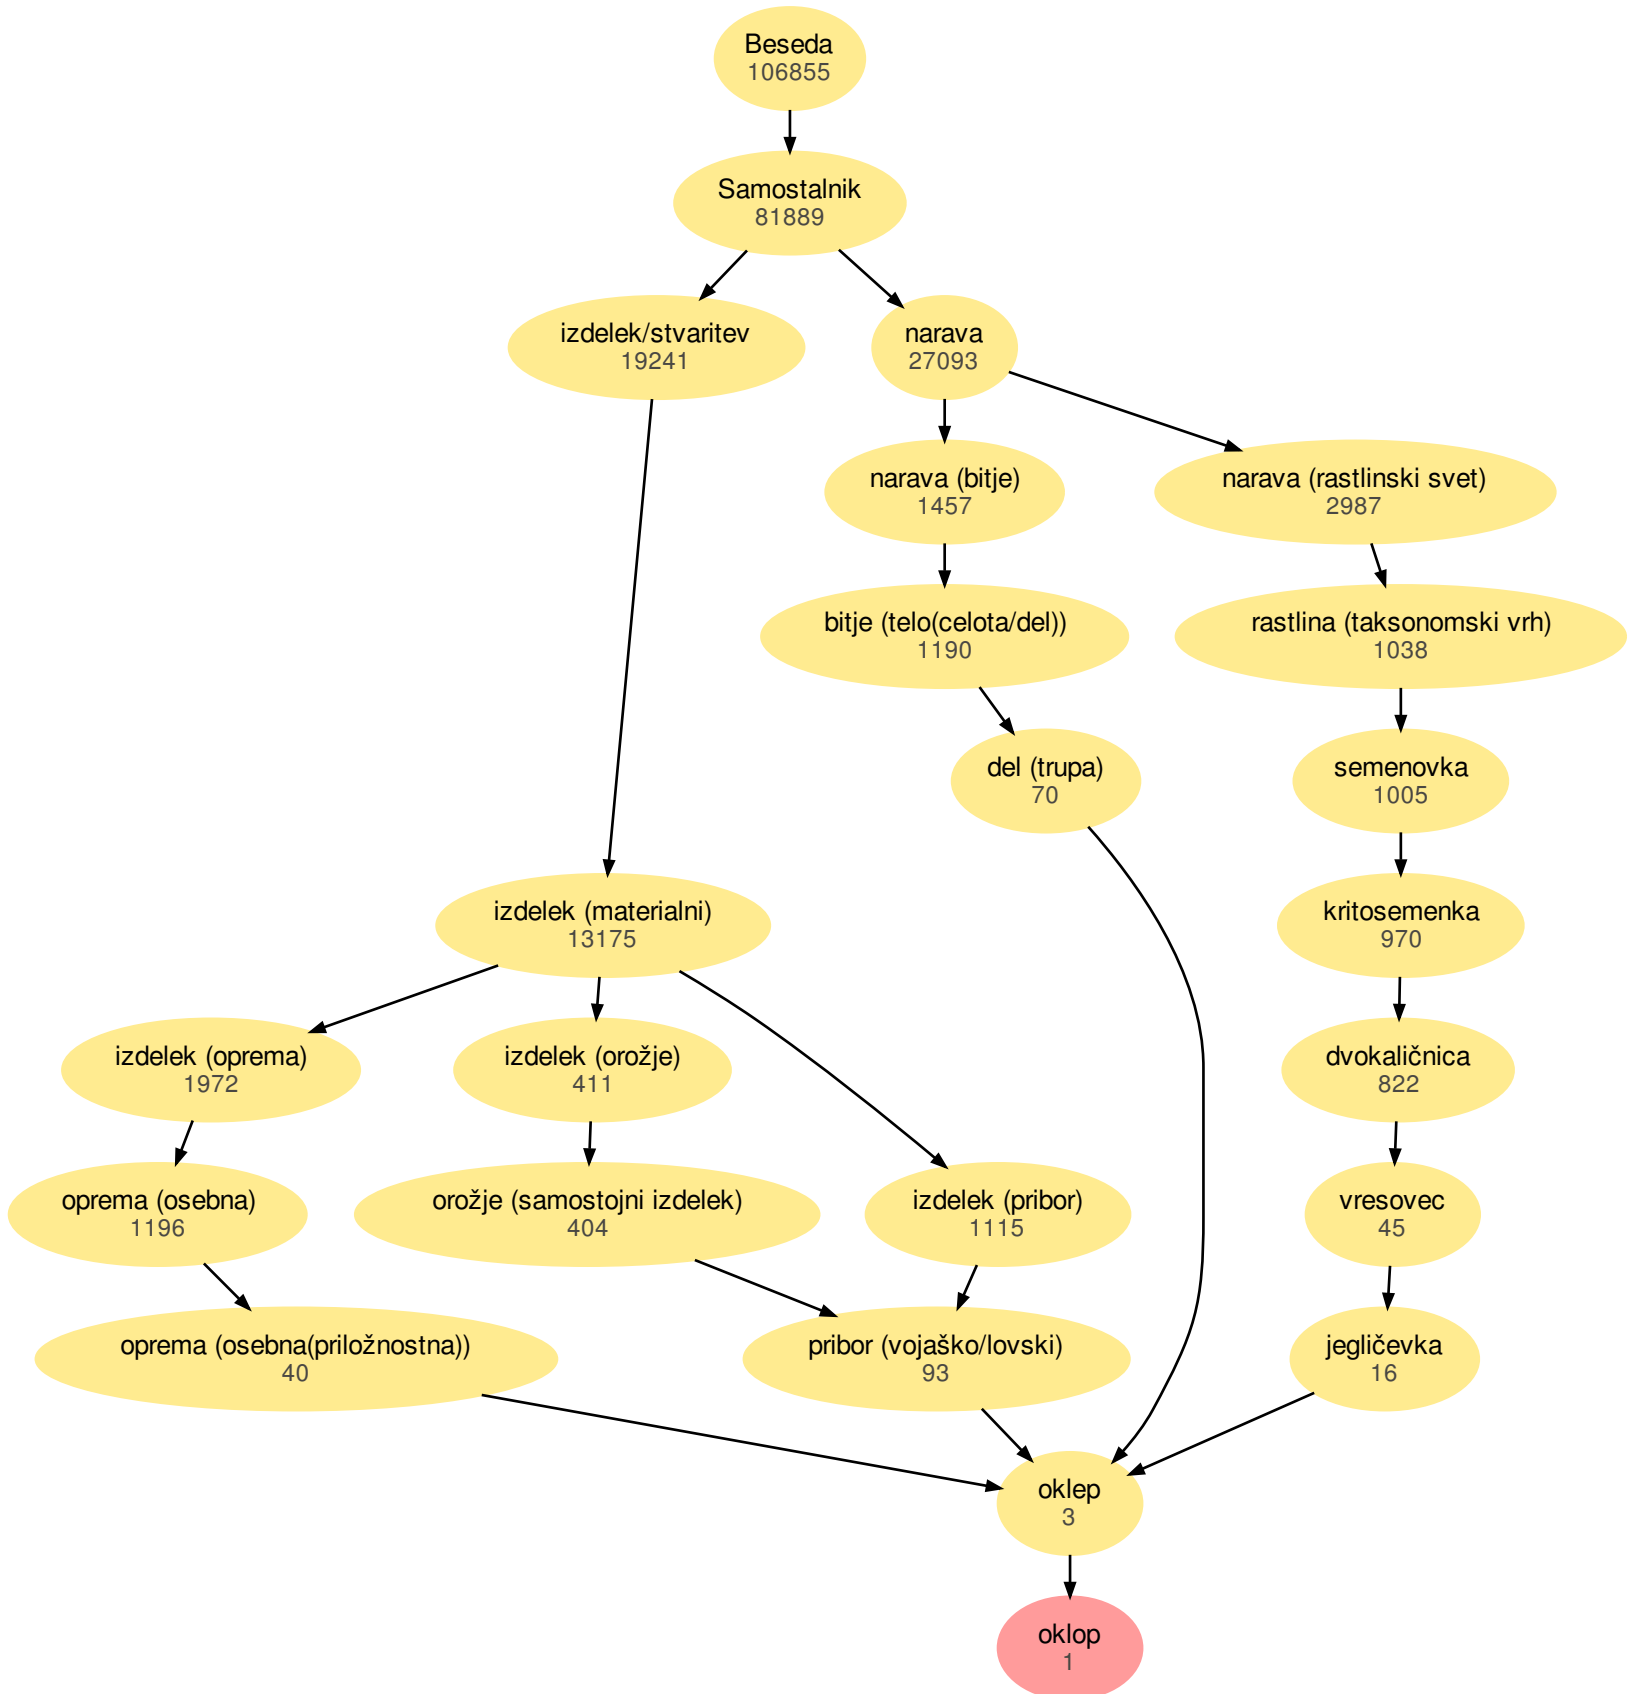 Beseda
106855
Samostalnik
81889
izdelek/stvaritev
19241
narava
27093
narava (bitje)
1457
narava (rastlinski svet)
2987
bitje (telo(celota/del))
1190
rastlina (taksonomski vrh)
1038
del (trupa)
70
semenovka
1005
izdelek (materialni)
13175
kritosemenka
970
izdelek (oprema)
1972
izdelek (orožje)
411
dvokaličnica
822
oprema (osebna)
1196
orožje (samostojni izdelek)
404
izdelek (pribor)
1115
vresovec
45
oprema (osebna(priložnostna))
40
pribor (vojaško/lovski)
93
jegličevka
16
oklep
3
oklop
1